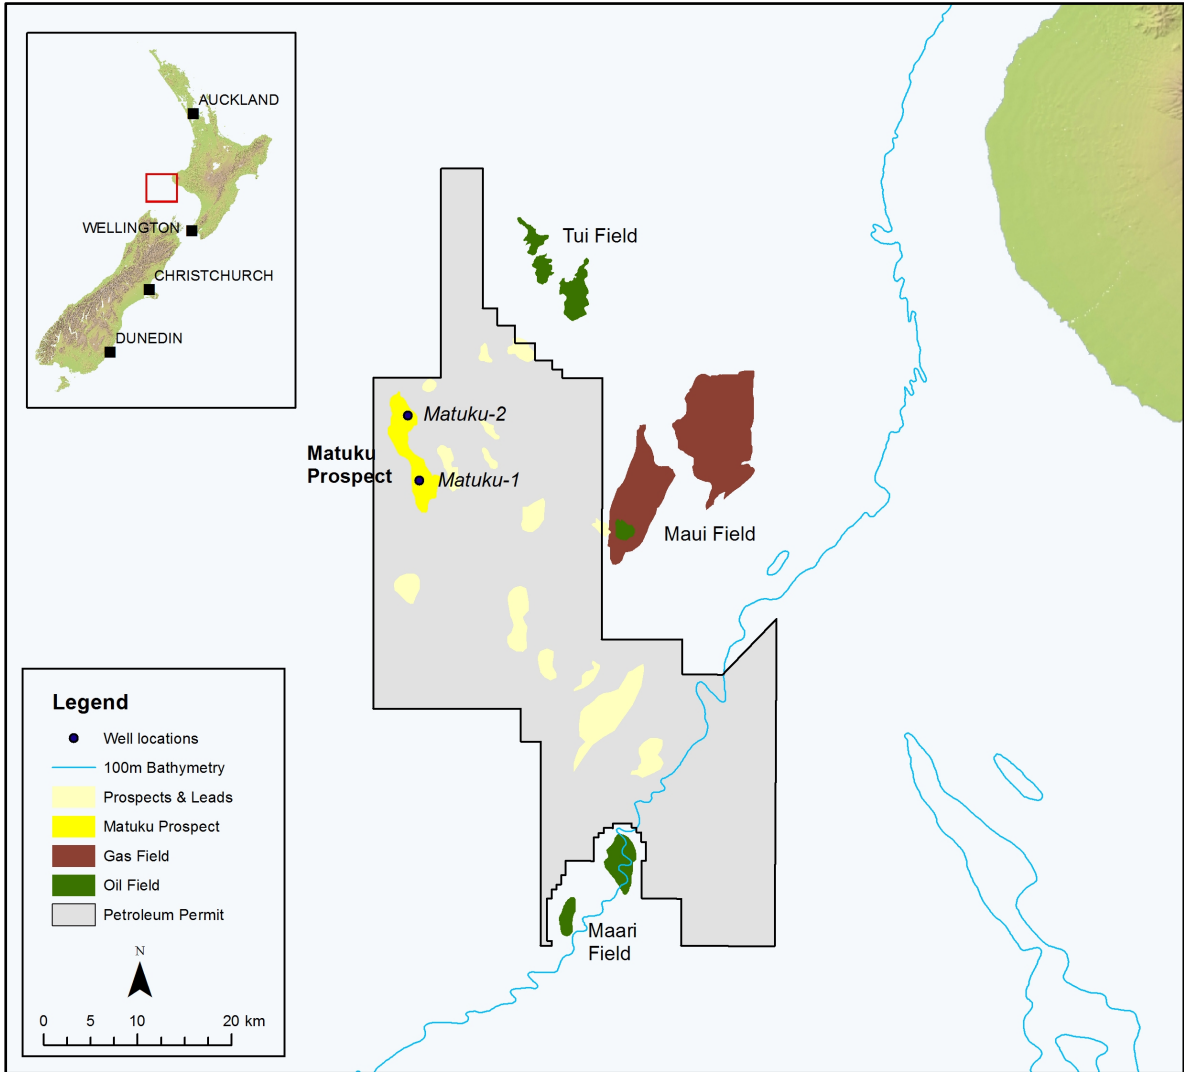 AUCKLAND
WELLINGTON
CHRISTCHURCH
DUNEDIN
Tui Field
Matuku-2
Matuku
Prospect
Matuku-1
Maui Field
Maari
Field
Legend
Well locations
100m Bathymetry
Prospects & Leads
Matuku Prospect
Gas Field
Oil Field
Petroleum Permit
N
0 5 10 20 km